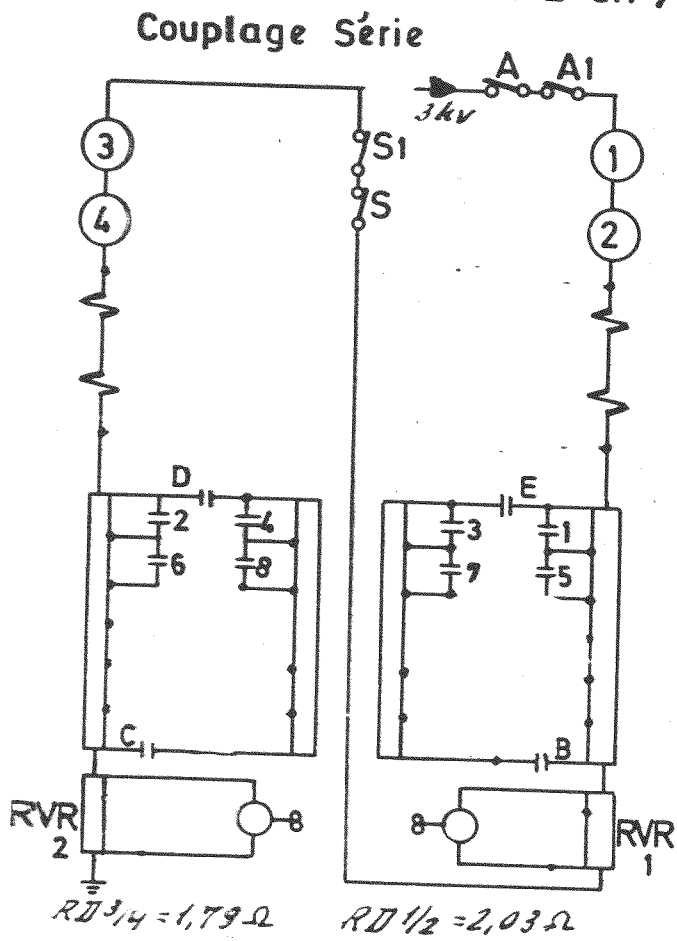 Couplage Série
A A1
3kv
3
S1
1
4
S
2
D
E
2 4
3 1
6 8
7 5
C
B
RVR 2
8
8
RVR 1
RD 3/4 = 1,79 Ω
RD 1/2 = 2,03 Ω